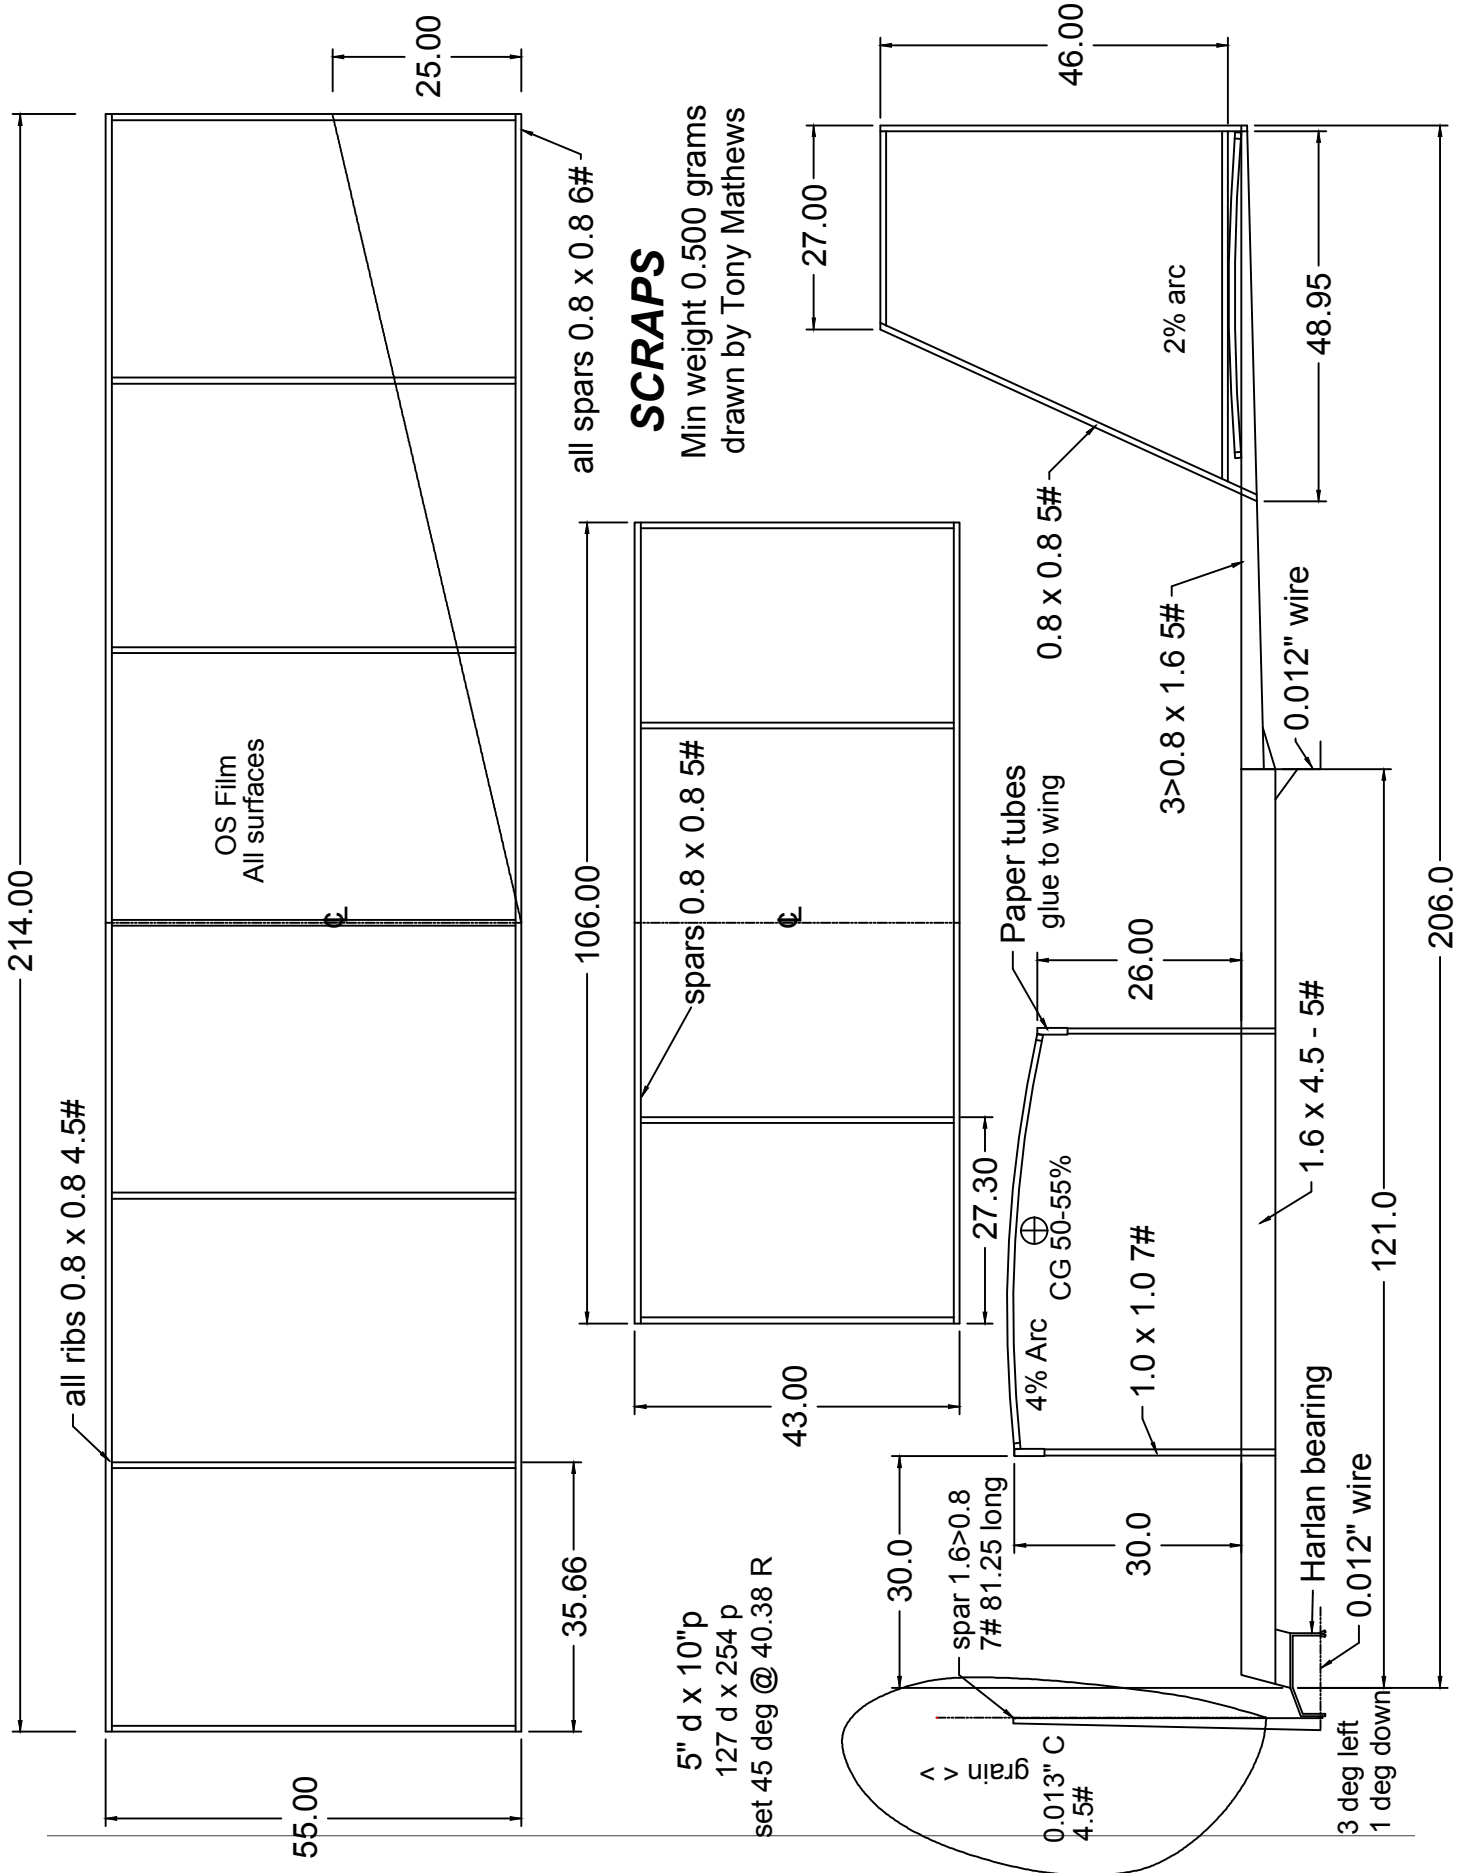 214.00
25.00
all ribs 0.8 x 0.8 4.5#
OS Film
All surfaces
℄
all spars 0.8 x 0.8 6#
35.66
55.00
SCRAPS
Min weight 0.500 grams
drawn by Tony Mathews
106.00
spars 0.8 x 0.8 5#
℄
27.30
43.00
5" d x 10"p
127 d x 254 p
set 45 deg @ 40.38 R
27.00
46.00
2% arc
48.95
0.8 x 0.8 5#
3>0.8 x 1.6 5#
0.012" wire
Paper tubes
glue to wing
26.00
CG 50-55%
4% Arc
1.0 x 1.0 7#
1.6 x 4.5 - 5#
30.0
30.0
spar 1.6>0.8
7# 81.25 long
grain < >
0.013" C
4.5#
Harlan bearing
0.012" wire
3 deg left
1 deg down
121.0
206.0